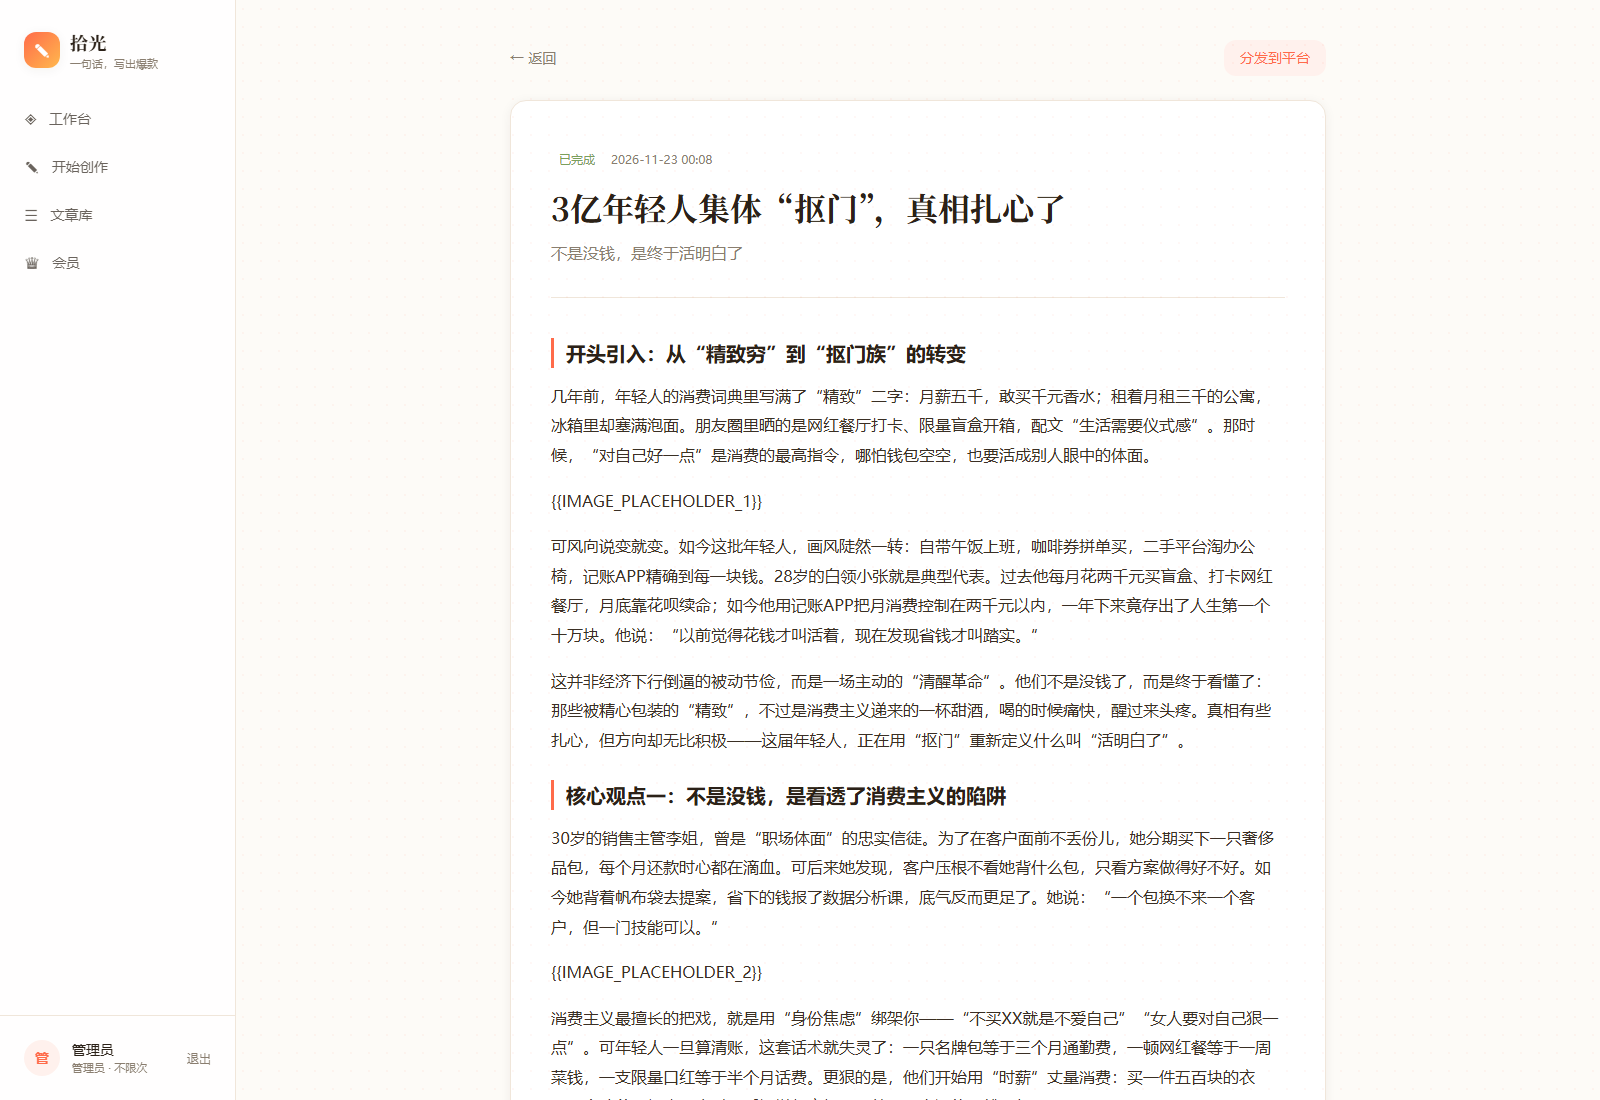 拾光
一句话，写出爆款
工作台
开始创作
文章库
会员
管
管理员
管理员 · 不限次
退出
← 返回
分发到平台
已完成 2026-11-23 00:08
3亿年轻人集体“抠门”，真相扎心了
不是没钱，是终于活明白了
开头引入：从“精致穷”到“抠门族”的转变
几年前，年轻人的消费词典里写满了“精致”二字：月薪五千，敢买千元香水；租着月租三千的公寓，
冰箱里却塞满泡面。朋友圈里晒的是网红餐厅打卡、限量盲盒开箱，配文“生活需要仪式感”。那时
候，“对自己好一点”是消费的最高指令，哪怕钱包空空，也要活成别人眼中的体面。
{{IMAGE_PLACEHOLDER_1}}
可风向说变就变。如今这批年轻人，画风陡然一转：自带午饭上班，咖啡券拼单买，二手平台淘办公
椅，记账APP精确到每一块钱。28岁的白领小张就是典型代表。过去他每月花两千元买盲盒、打卡网红
餐厅，月底靠花呗续命；如今他用记账APP把月消费控制在两千元以内，一年下来竟存出了人生第一个
十万块。他说：“以前觉得花钱才叫活着，现在发现省钱才叫踏实。”
这并非经济下行倒逼的被动节俭，而是一场主动的“清醒革命”。他们不是没钱了，而是终于看懂了：
那些被精心包装的“精致”，不过是消费主义递来的一杯甜酒，喝的时候痛快，醒过来头疼。真相有些
扎心，但方向却无比积极——这届年轻人，正在用“抠门”重新定义什么叫“活明白了”。
核心观点一：不是没钱，是看透了消费主义的陷阱
30岁的销售主管李姐，曾是“职场体面”的忠实信徒。为了在客户面前不丢份儿，她分期买下一只奢侈
品包，每个月还款时心都在滴血。可后来她发现，客户压根不看她背什么包，只看方案做得好不好。如
今她背着帆布袋去提案，省下的钱报了数据分析课，底气反而更足了。她说：“一个包换不来一个客
户，但一门技能可以。”
{{IMAGE_PLACEHOLDER_2}}
消费主义最擅长的把戏，就是用“身份焦虑”绑架你——“不买XX就是不爱自己”“女人要对自己狠一
点”。可年轻人一旦算清账，这套话术就失灵了：一只名牌包等于三个月通勤费，一顿网红餐等于一周
菜钱，一支限量口红等于半个月话费。更狠的是，他们开始用“时薪”丈量消费：买一件五百块的衣